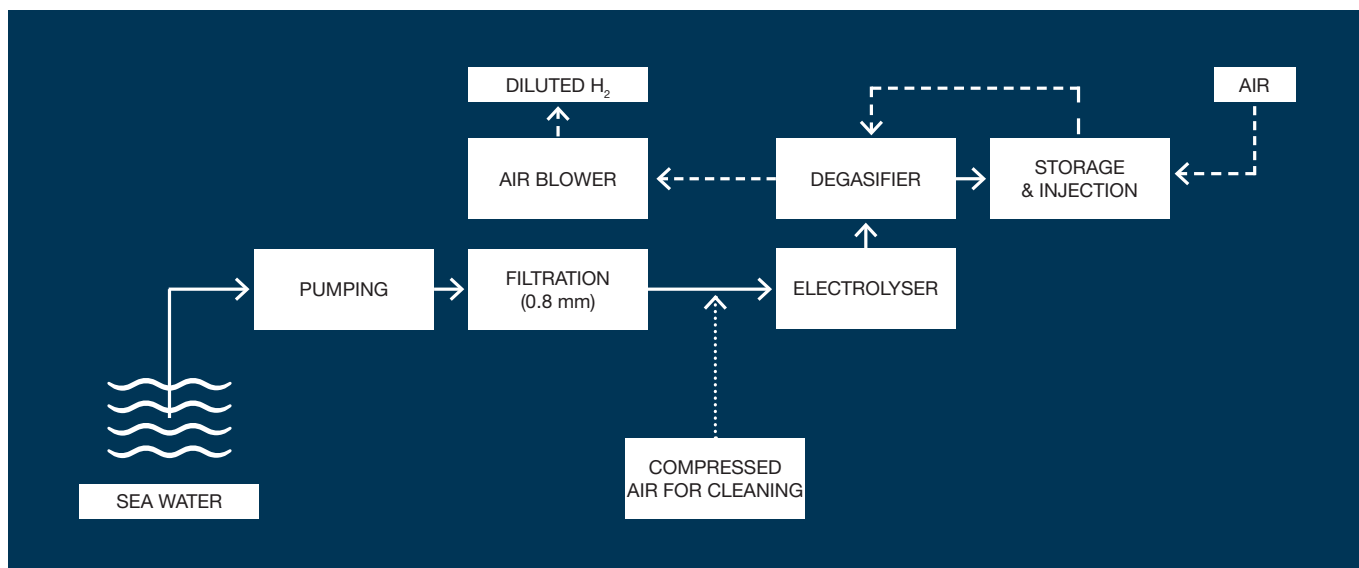 DILUTED H₂
AIR
AIR BLOWER
DEGASIFIER
STORAGE
& INJECTION
PUMPING
FILTRATION
(0.8 mm)
ELECTROLYSER
COMPRESSED
AIR FOR CLEANING
SEA WATER